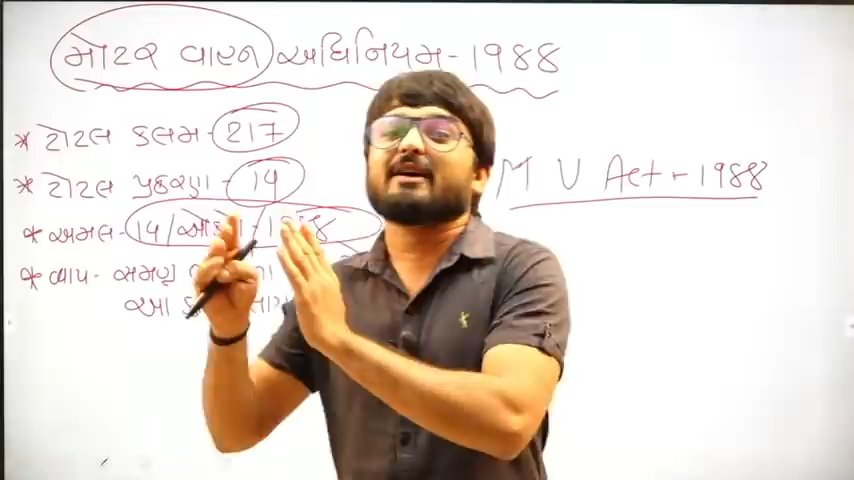 મોટર વાહન અધિનિયમ - 1988
* ટોટલ કલમ - 217
* ટોટલ પ્રકરણ - 14
M V Act - 1988
* અમલ - 14 /
* વ્યાપ - સમગ્ર
આ